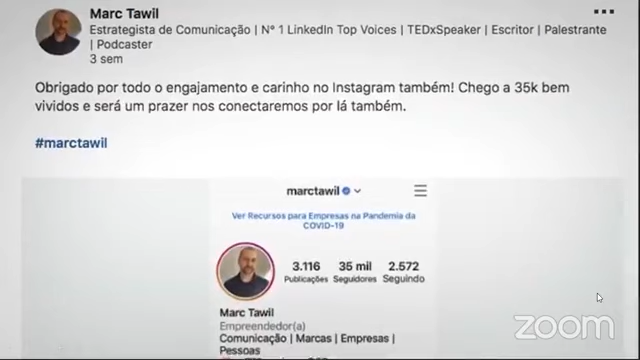 Marc Tawil
Estrategista de Comunicação | Nº 1 LinkedIn Top Voices | TEDxSpeaker | Escritor | Palestrante
| Podcaster
3 sem
Obrigado por todo o engajamento e carinho no Instagram também! Chego a 35k bem
vividos e será um prazer nos conectaremos por lá também.
#marctawil
marctawil
Ver Recursos para Empresas na Pandemia da
COVID-19
3.116 35 mil 2.572
Publicações Seguidores Seguindo
Marc Tawil
Empreendedor(a)
Comunicação | Marcas | Empresas |
Pessoas
zoom